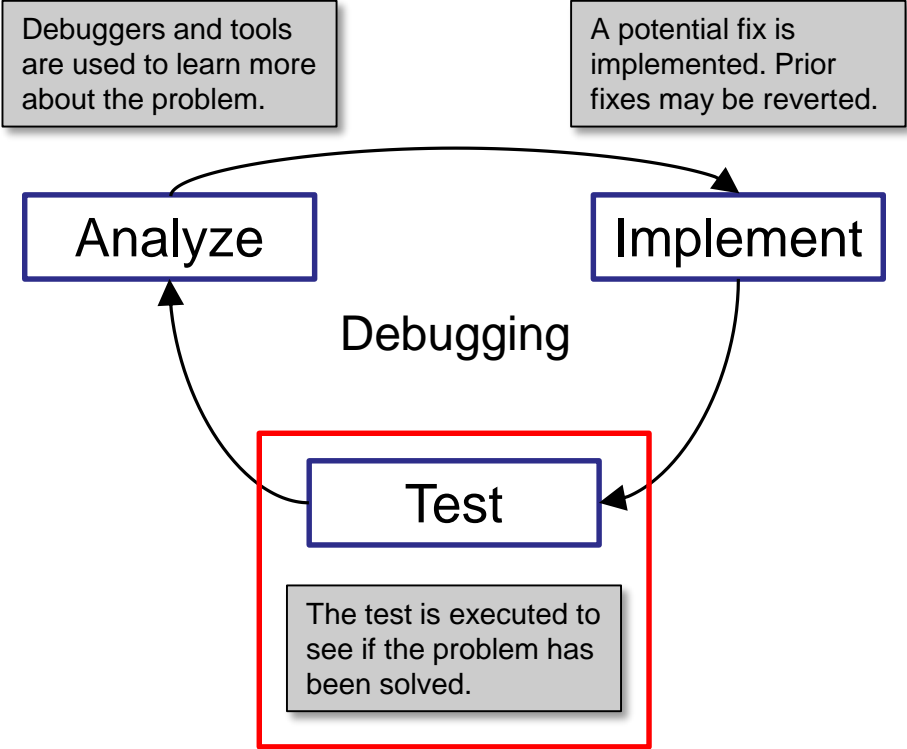 Debuggers and tools
are used to learn more
about the problem.
A potential fix is
implemented. Prior
fixes may be reverted.
Analyze
Implement
Debugging
Test
The test is executed to
see if the problem has
been solved.